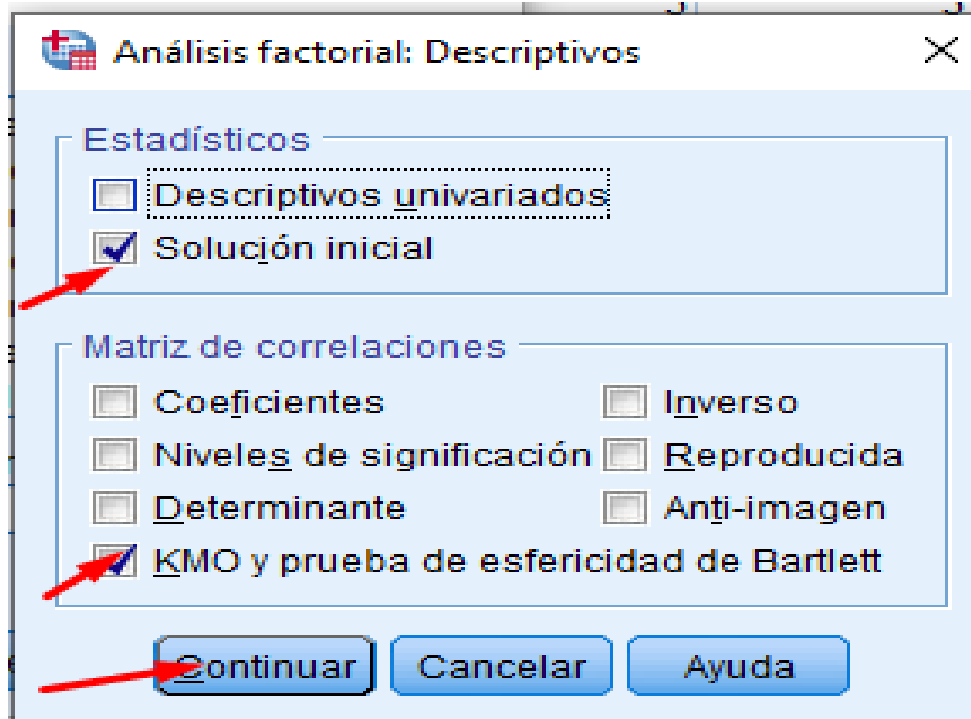 Análisis factorial: Descriptivos
Estadísticos
Descriptivos univariados
Solución inicial
Matriz de correlaciones
Coeficientes Inverso
Niveles de significación Reproducida
Determinante Anti-imagen
KMO y prueba de esfericidad de Bartlett
Continuar Cancelar Ayuda